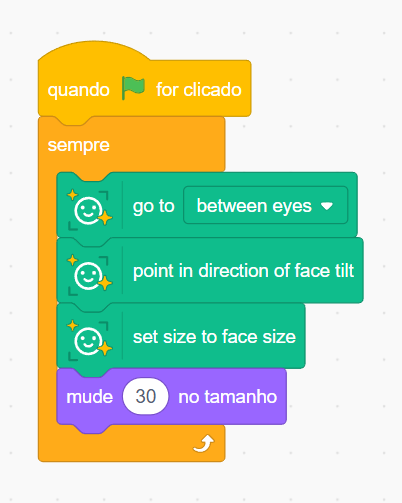 quando for clicado
sempre
go to between eyes
point in direction of face tilt
set size to face size
mude 30 no tamanho